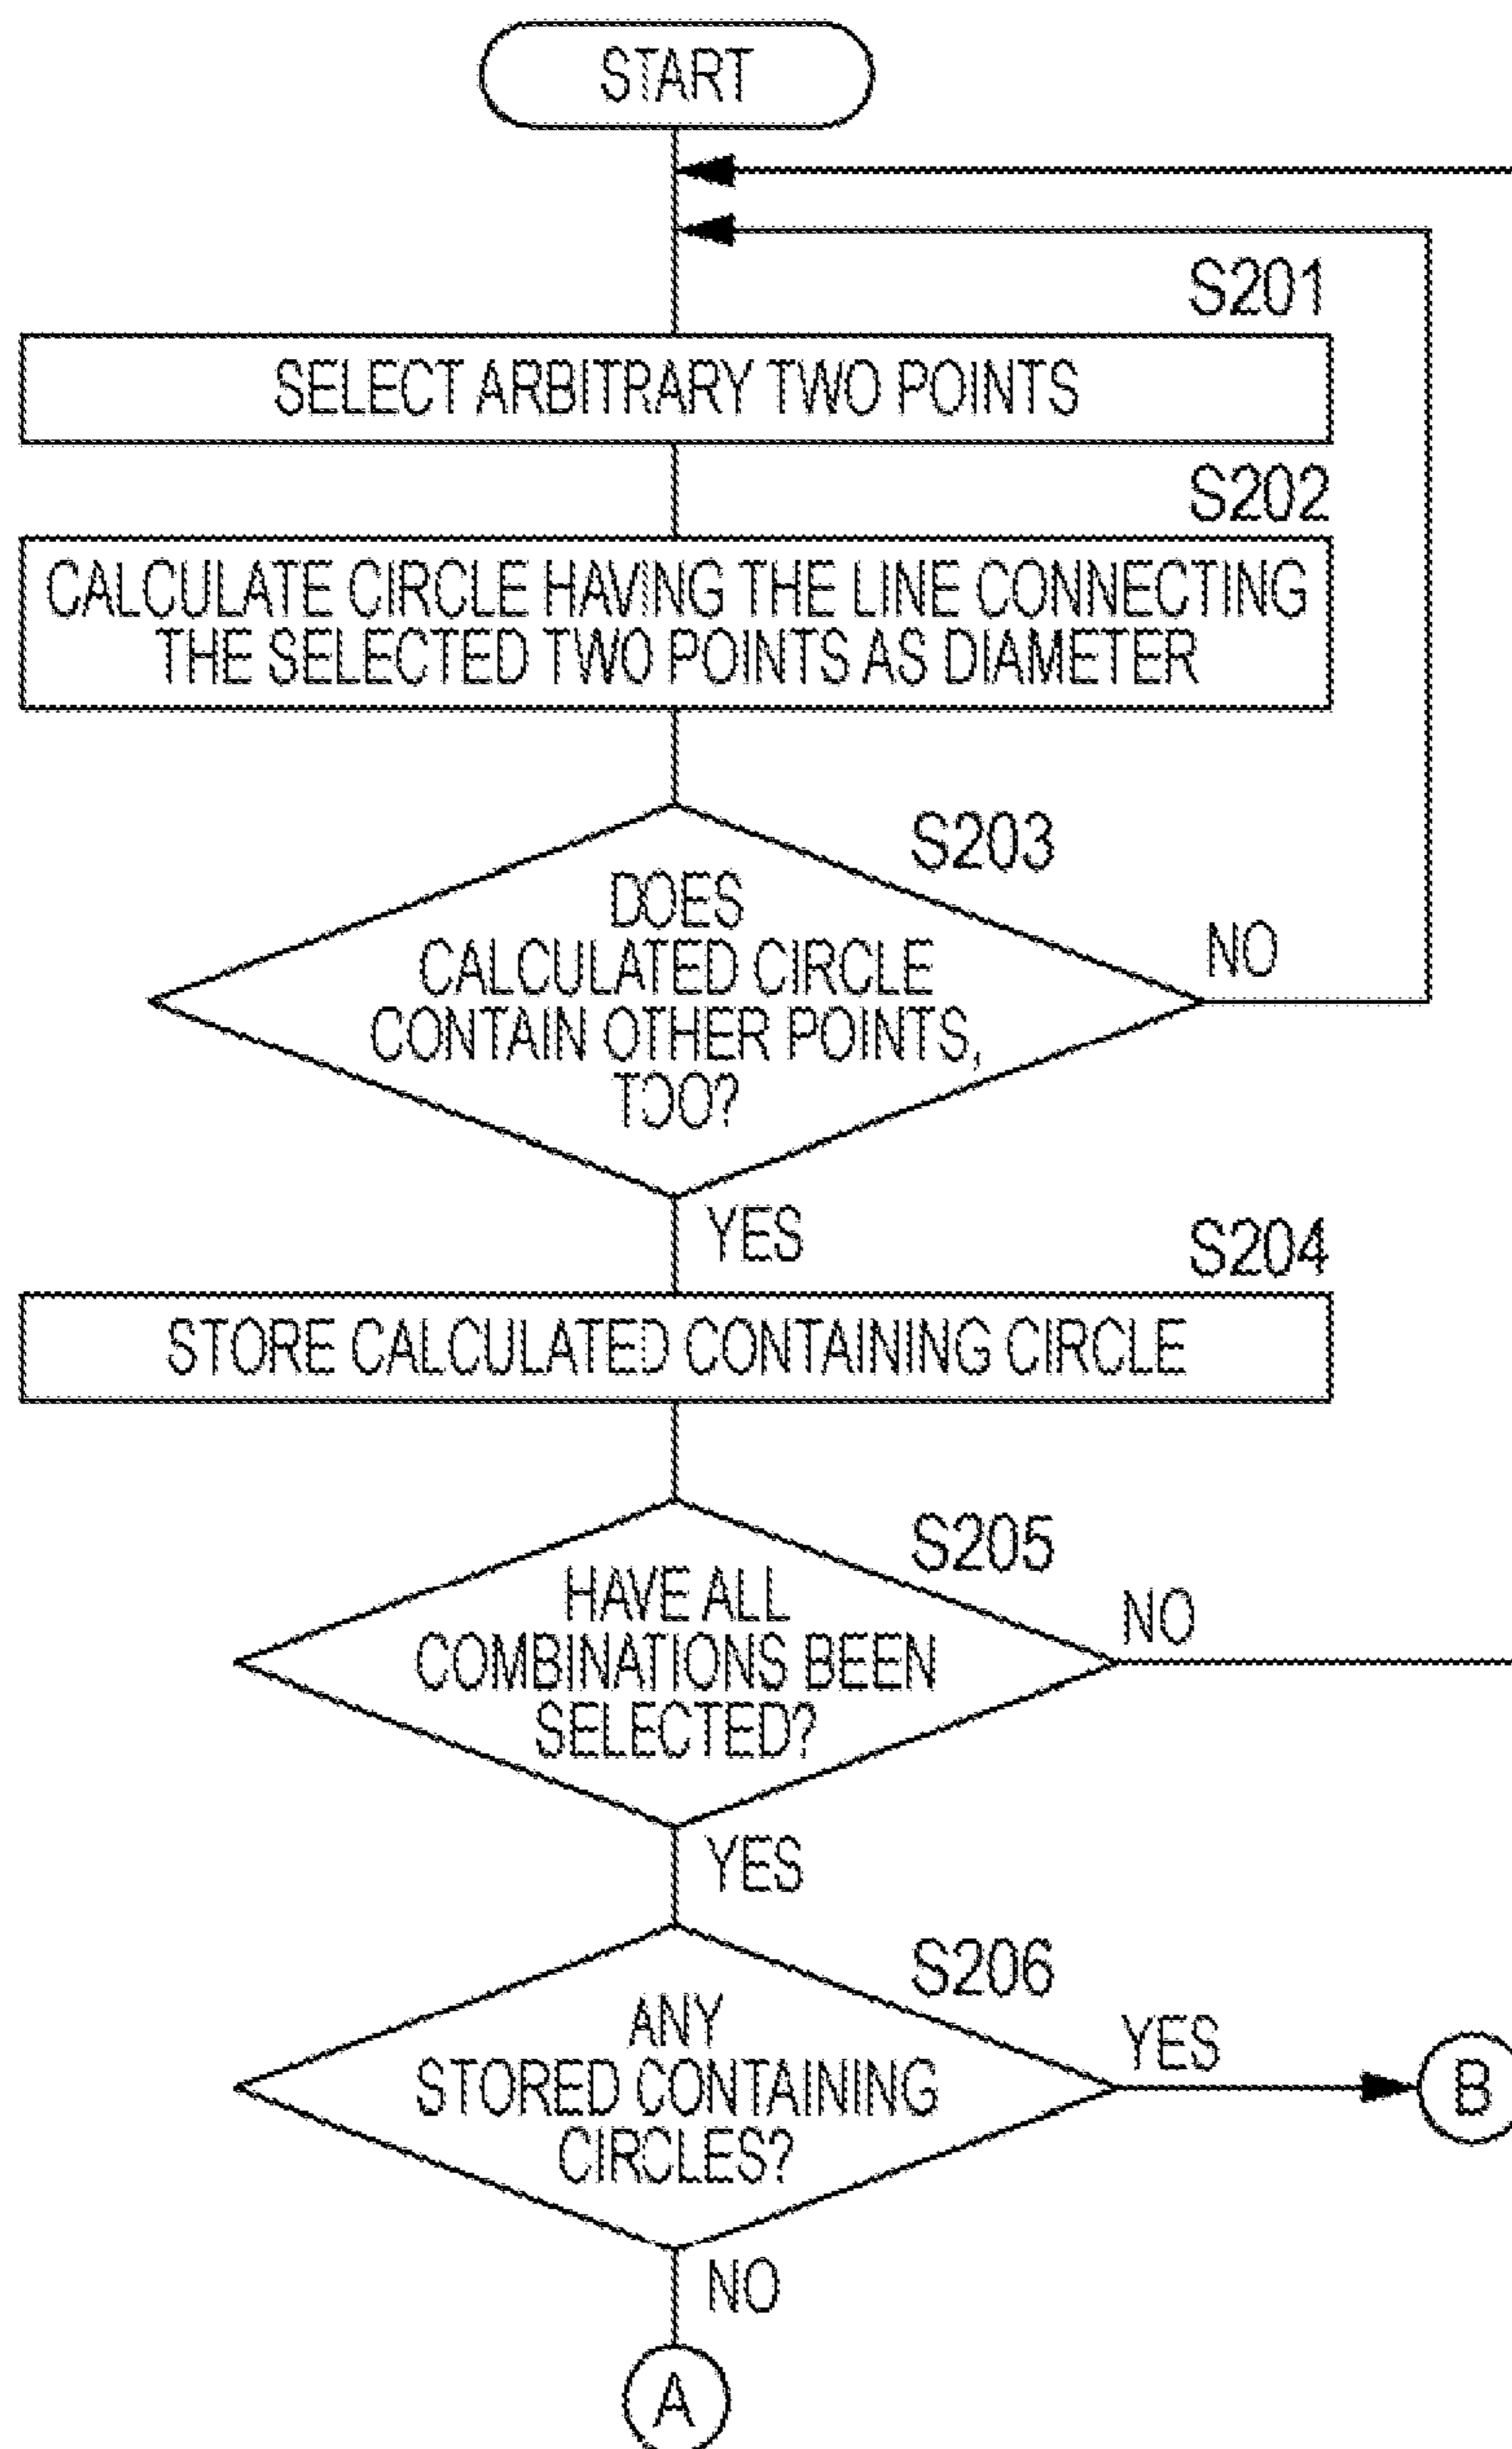 START
S201
SELECT ARBITRARY TWO POINTS
S202
CALCULATE CIRCLE HAVING THE LINE CONNECTING
THE SELECTED TWO POINTS AS DIAMETER
S203
DOES
CALCULATED CIRCLE
CONTAIN OTHER POINTS,
TOO?
NO
YES
S204
STORE CALCULATED CONTAINING CIRCLE
S205
HAVE ALL
COMBINATIONS BEEN
SELECTED?
NO
YES
S206
ANY
STORED CONTAINING
CIRCLES?
YES
B
NO
A